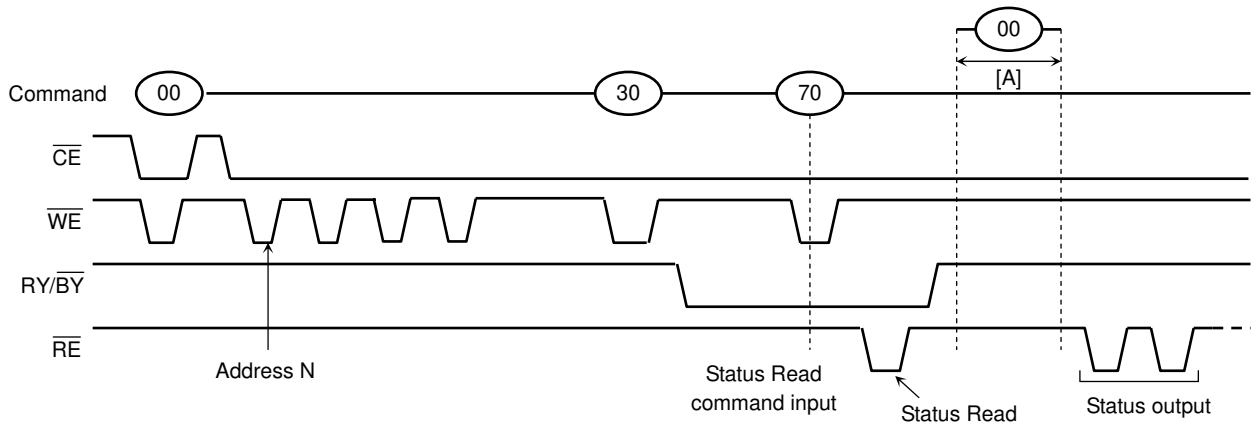 00
[A]
Command 00 30 70
CE
WE
RY/BY
RE
Address N
Status Read
command input
Status Read
Status output